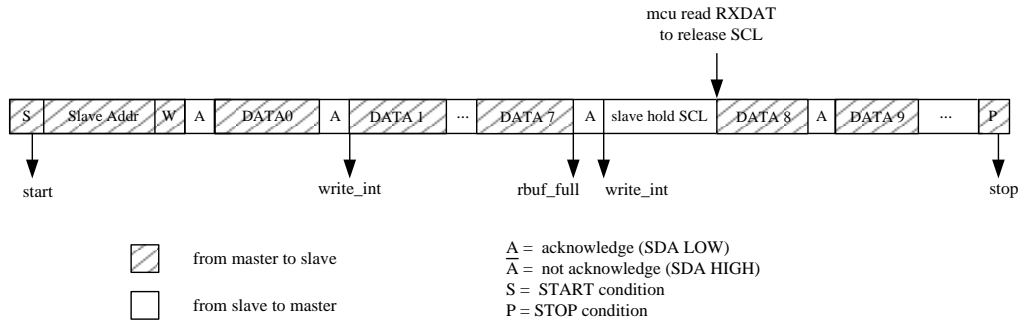 mcu read RXDAT
to release SCL
S Slave Addr W A DATA0 A DATA 1 ... DATA 7 A slave hold SCL DATA 8 A DATA 9 ... P
start write_int rbuf_full write_int stop
from master to slave
from slave to master
A = acknowledge (SDA LOW)
A̅ = not acknowledge (SDA HIGH)
S = START condition
P = STOP condition